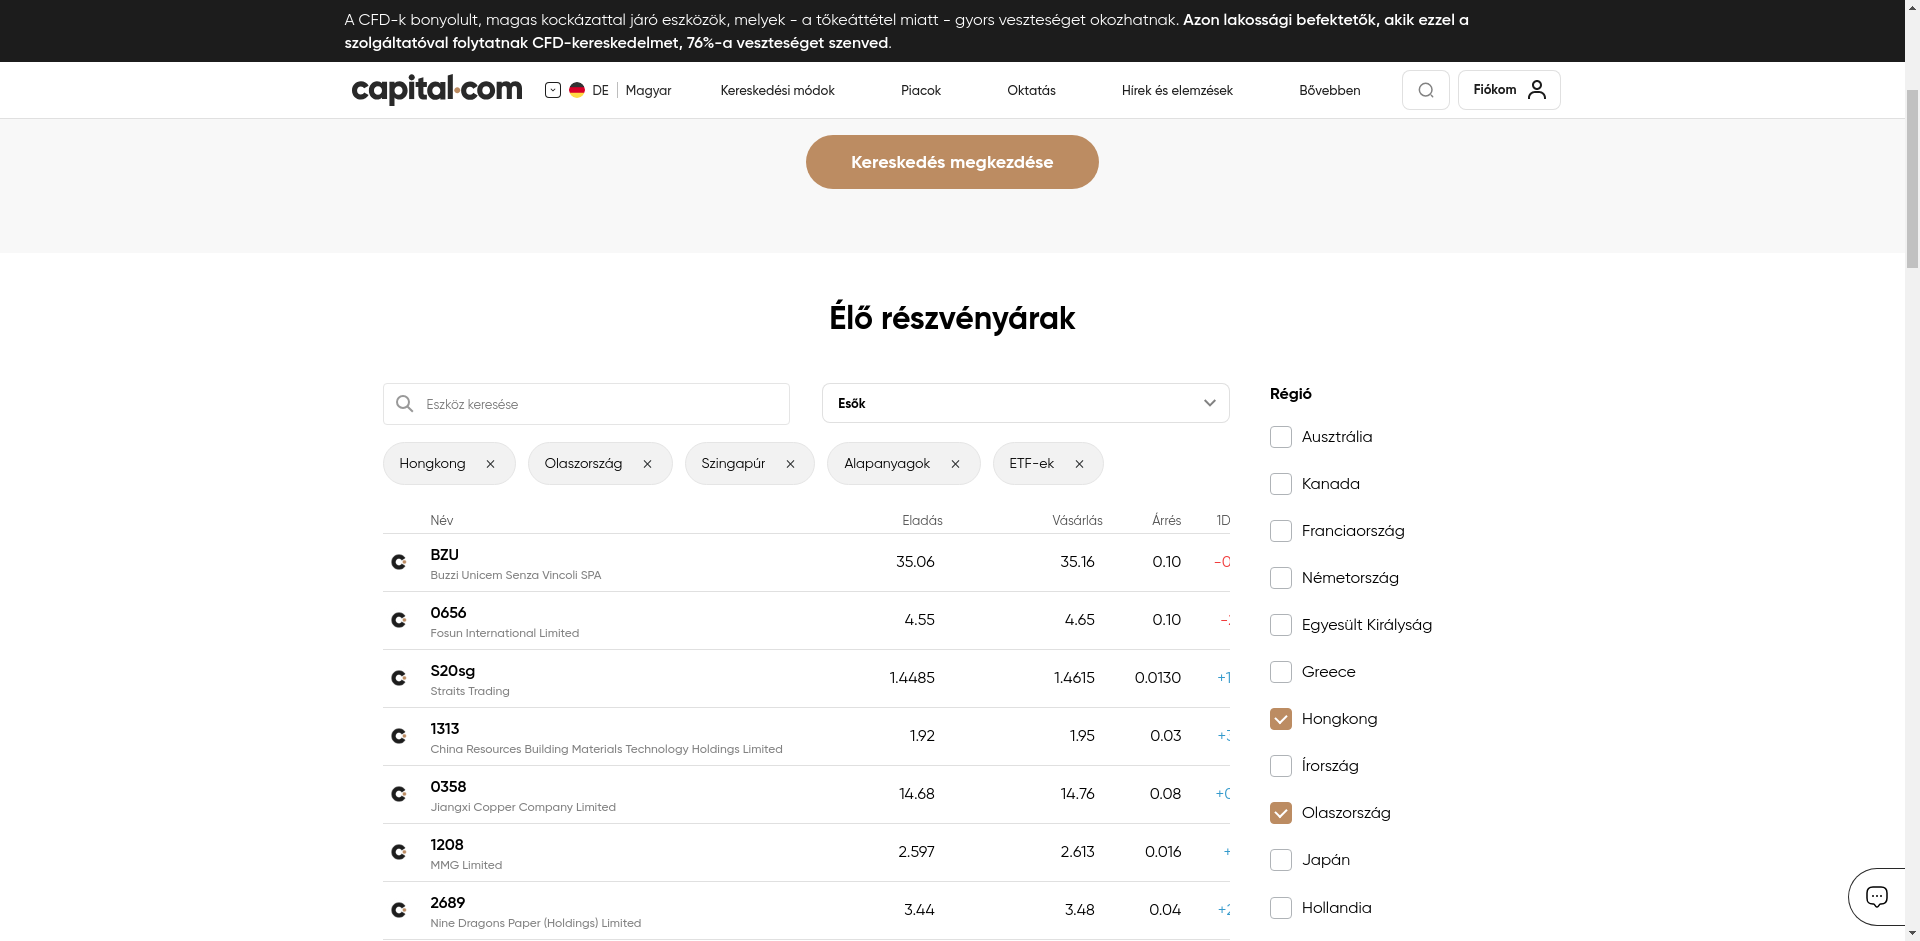 A CFD-k bonyolult, magas kockázattal járó eszközök, melyek - a tőkeáttétel miatt - gyors veszteséget okozhatnak. Azon lakossági befektetők, akik ezzel a
szolgáltatóval folytatnak CFD-kereskedelmet, 76%-a veszteséget szenved.
capital.com DE Magyar Kereskedési módok Piacok Oktatás Hírek és elemzések Bővebben Fiókom
Kereskedés megkezdése
Élő részvényárak
Eszköz keresése
Esők
Hongkong Olaszország Szingapúr Alapanyagok ETF-ek
Név Eladás Vásárlás Árrés 1D
BZU 35.06 35.16 0.10 -0
Buzzi Unicem Senza Vincoli SPA
0656 4.55 4.65 0.10
Fosun International Limited
S20sg 1.4485 1.4615 0.0130 +1
Straits Trading
1313 1.92 1.95 0.03
China Resources Building Materials Technology Holdings Limited
0358 14.68 14.76 0.08 +0
Jiangxi Copper Company Limited
1208 2.597 2.613 0.016 +
MMG Limited
2689 3.44 3.48 0.04 +2
Nine Dragons Paper (Holdings) Limited
Régió
Ausztrália
Kanada
Franciaország
Németország
Egyesült Királyság
Greece
Hongkong
Írország
Olaszország
Japán
Hollandia